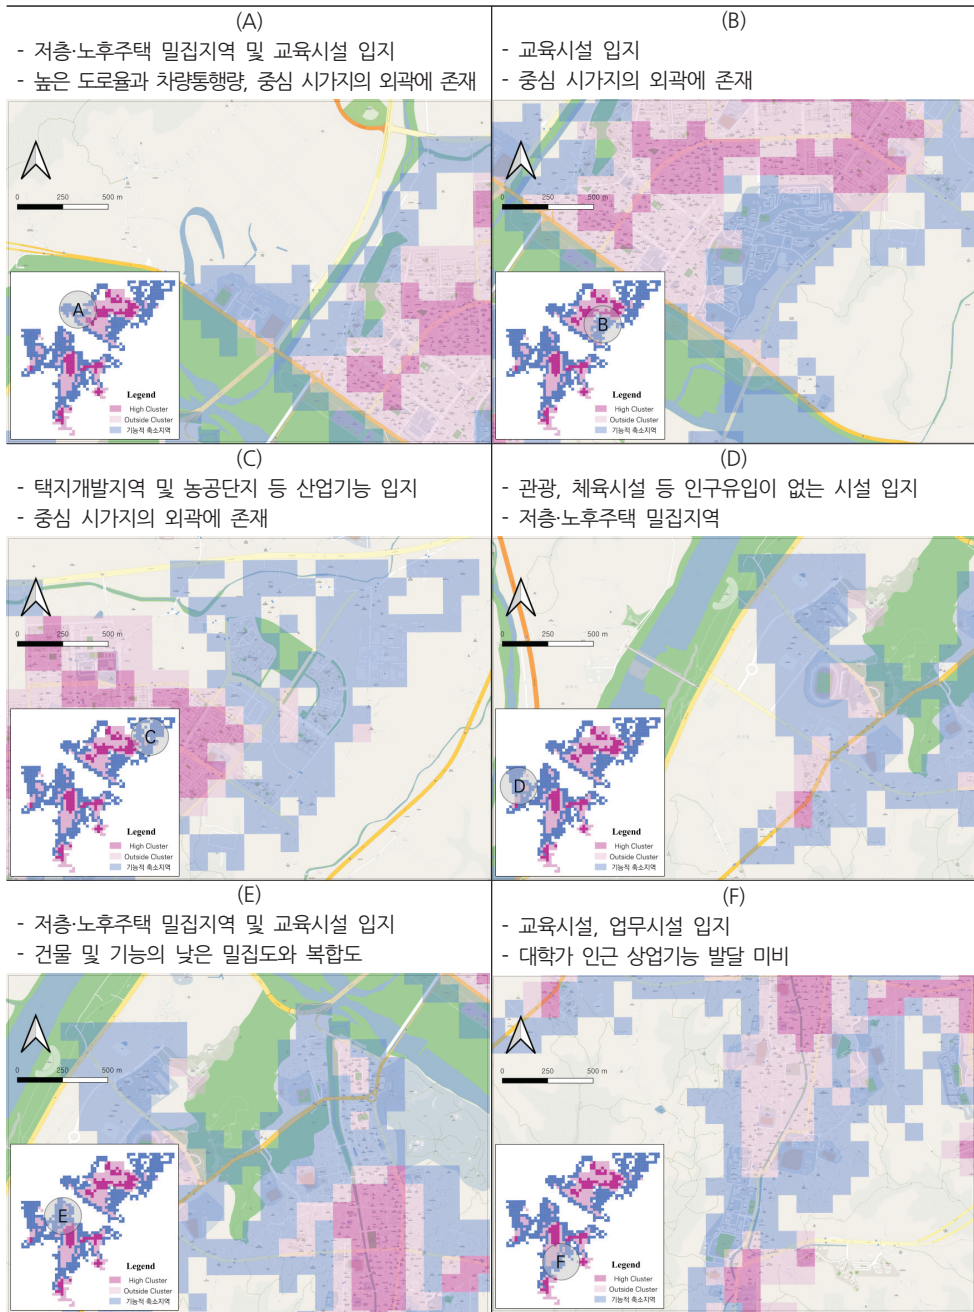 (A)
- 저층·노후주택 밀집지역 및 교육시설 입지
- 높은 도로율과 차량통행량, 중심 시가지의 외곽에 존재
0 250 500 m
A
Legend
High Cluster
Outside Cluster
기능적 축소지역
(B)
- 교육시설 입지
- 중심 시가지의 외곽에 존재
0 250 500 m
B
Legend
High Cluster
Outside Cluster
기능적 축소지역
(C)
- 택지개발지역 및 농공단지 등 산업기능 입지
- 중심 시가지의 외곽에 존재
0 250 500 m
C
Legend
High Cluster
Outside Cluster
기능적 축소지역
(D)
- 관광, 체육시설 등 인구유입이 없는 시설 입지
- 저층·노후주택 밀집지역
0 250 500 m
D
Legend
High Cluster
Outside Cluster
기능적 축소지역
(E)
- 저층·노후주택 밀집지역 및 교육시설 입지
- 건물 및 기능의 낮은 밀집도와 복합도
0 250 500 m
E
Legend
High Cluster
Outside Cluster
기능적 축소지역
(F)
- 교육시설, 업무시설 입지
- 대학가 인근 상업기능 발달 미비
0 250 500 m
F
Legend
High Cluster
Outside Cluster
기능적 축소지역